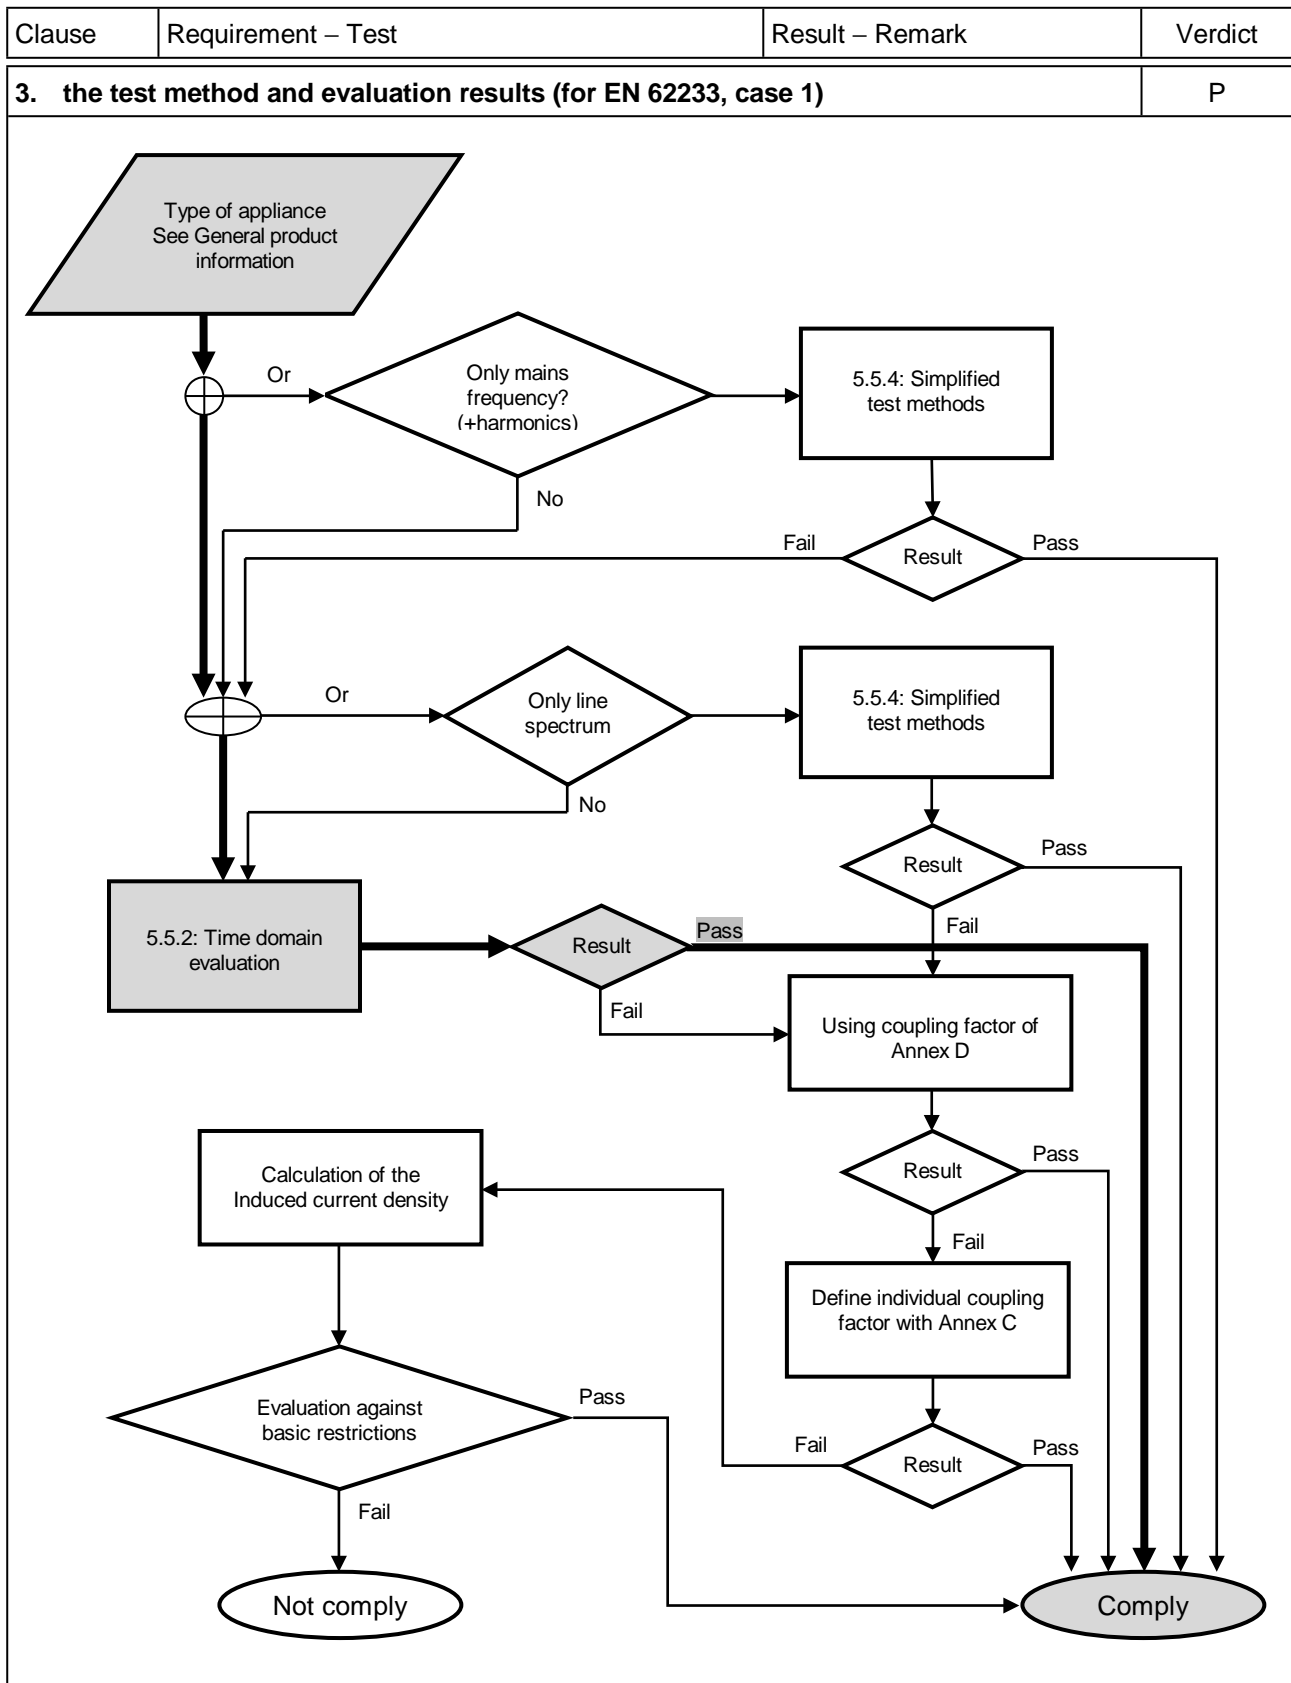 Clause Requirement – Test Result – Remark Verdict
3. the test method and evaluation results (for EN 62233, case 1) P
Type of appliance
See General product
information
Or
Only mains
frequency?
(+harmonics)
5.5.4: Simplified
test methods
No
Fail
Result
Pass
Or
Only line
spectrum
5.5.4: Simplified
test methods
No
Result
Pass
Fail
5.5.2: Time domain
evaluation
Result
Pass
Fail
Using coupling factor of
Annex D
Result
Pass
Fail
Calculation of the
Induced current density
Define individual coupling
factor with Annex C
Evaluation against
basic restrictions
Pass
Fail
Result
Pass
Fail
Not comply
Comply